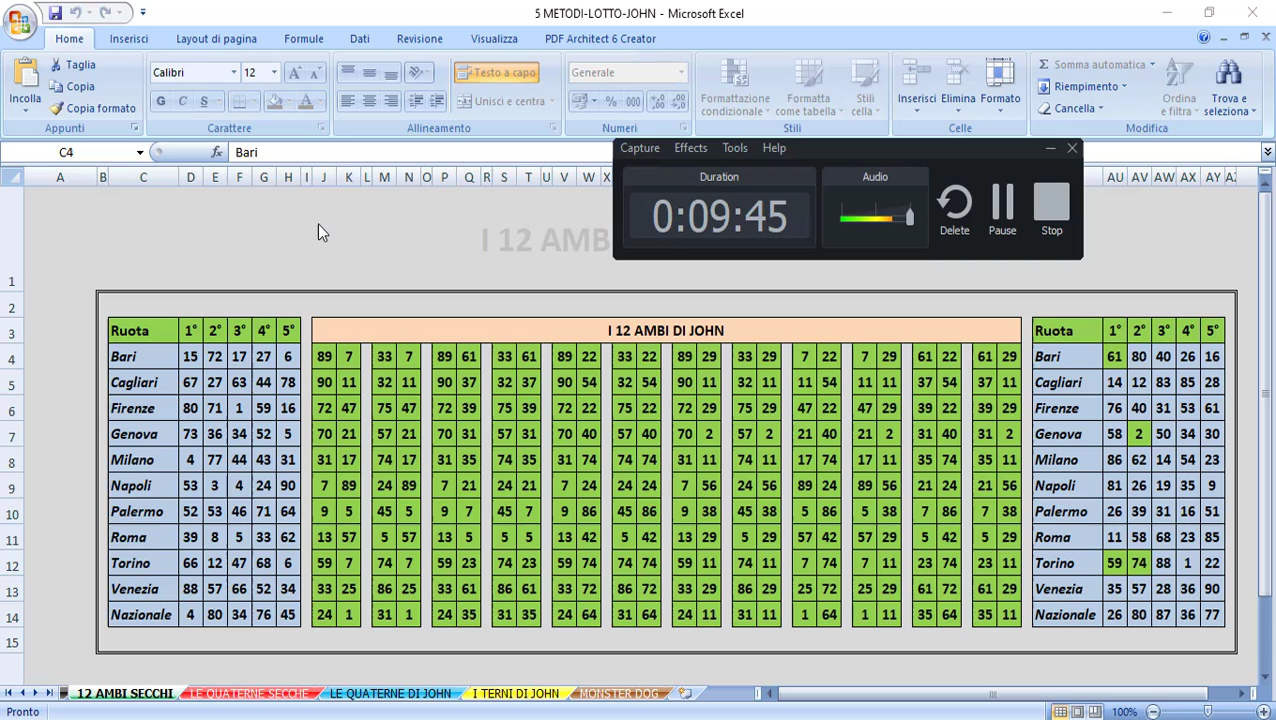 5 METODI-LOTTO-JOHN - Microsoft Excel
Home Inserisci Layout di pagina Formule Dati Revisione Visualizza PDF Architect 6 Creator
Incolla Taglia Copia Copia formato Appunti
Calibri 12 G C S A Carattere
Testo a capo Unisci e centra Allineamento
Generale % 000 Numeri
Formattazione condizionale Formatta come tabella Stili cella Stili
Inserisci Elimina Formato Celle
Somma automatica Riempimento Cancella Ordina e filtra Trova e seleziona Modifica
C4 fx Bari
Capture Effects Tools Help
Duration Audio
0:09:45 Delete Pause Stop
A B C D E F G H I J K L M N O P Q R S T U V W X AU AV AW AX AY
1 I 12 AMBI
2
3 Ruota 1° 2° 3° 4° 5° I 12 AMBI DI JOHN Ruota 1° 2° 3° 4° 5°
4 Bari 15 72 17 27 6 89 7 33 7 89 61 33 61 89 22 33 22 89 29 33 29 7 22 7 29 61 22 61 29 Bari 61 80 40 26 16
5 Cagliari 67 27 63 44 78 90 11 32 11 90 37 32 37 90 54 32 54 90 11 32 11 11 54 11 11 37 54 37 11 Cagliari 14 12 83 85 28
6 Firenze 80 71 1 59 16 72 47 75 47 72 39 75 39 72 22 75 22 72 29 75 29 47 22 47 29 39 22 39 29 Firenze 76 40 31 53 61
7 Genova 73 36 34 52 5 70 21 57 21 70 31 57 31 70 40 57 40 70 2 57 2 21 40 21 2 31 40 31 2 Genova 58 2 50 34 30
8 Milano 4 77 44 43 31 31 17 74 17 31 35 74 35 31 74 74 74 31 11 74 11 17 74 17 11 35 74 35 11 Milano 86 62 14 54 23
9 Napoli 53 3 4 24 90 7 89 24 89 7 21 24 21 7 24 24 24 7 56 24 56 89 24 89 56 21 24 21 56 Napoli 81 26 19 35 9
10 Palermo 52 53 46 71 64 9 5 45 5 9 7 45 7 9 86 45 86 9 38 45 38 5 86 5 38 7 86 7 38 Palermo 26 39 31 16 51
11 Roma 39 8 5 33 62 13 57 5 57 13 5 5 5 13 42 5 42 13 29 5 29 57 42 57 29 5 42 5 29 Roma 11 58 68 23 85
12 Torino 66 12 47 68 6 59 7 74 7 59 23 74 23 59 74 74 74 59 11 74 11 7 74 7 11 23 74 23 11 Torino 59 74 88 1 22
13 Venezia 88 57 66 52 34 33 25 86 25 33 61 86 61 33 72 86 72 33 29 86 29 25 72 25 29 61 72 61 29 Venezia 35 57 28 36 90
14 Nazionale 4 80 34 76 45 24 1 31 1 24 35 31 35 24 64 31 64 24 11 31 11 1 64 1 11 35 64 35 11 Nazionale 48 80 87 36 77
15
12 AMBI SECCHI LE QUATERNE SECCHE LE QUATERNE DI JOHN I TERNI DI JOHN MONSTER DOG
Pronto 100%